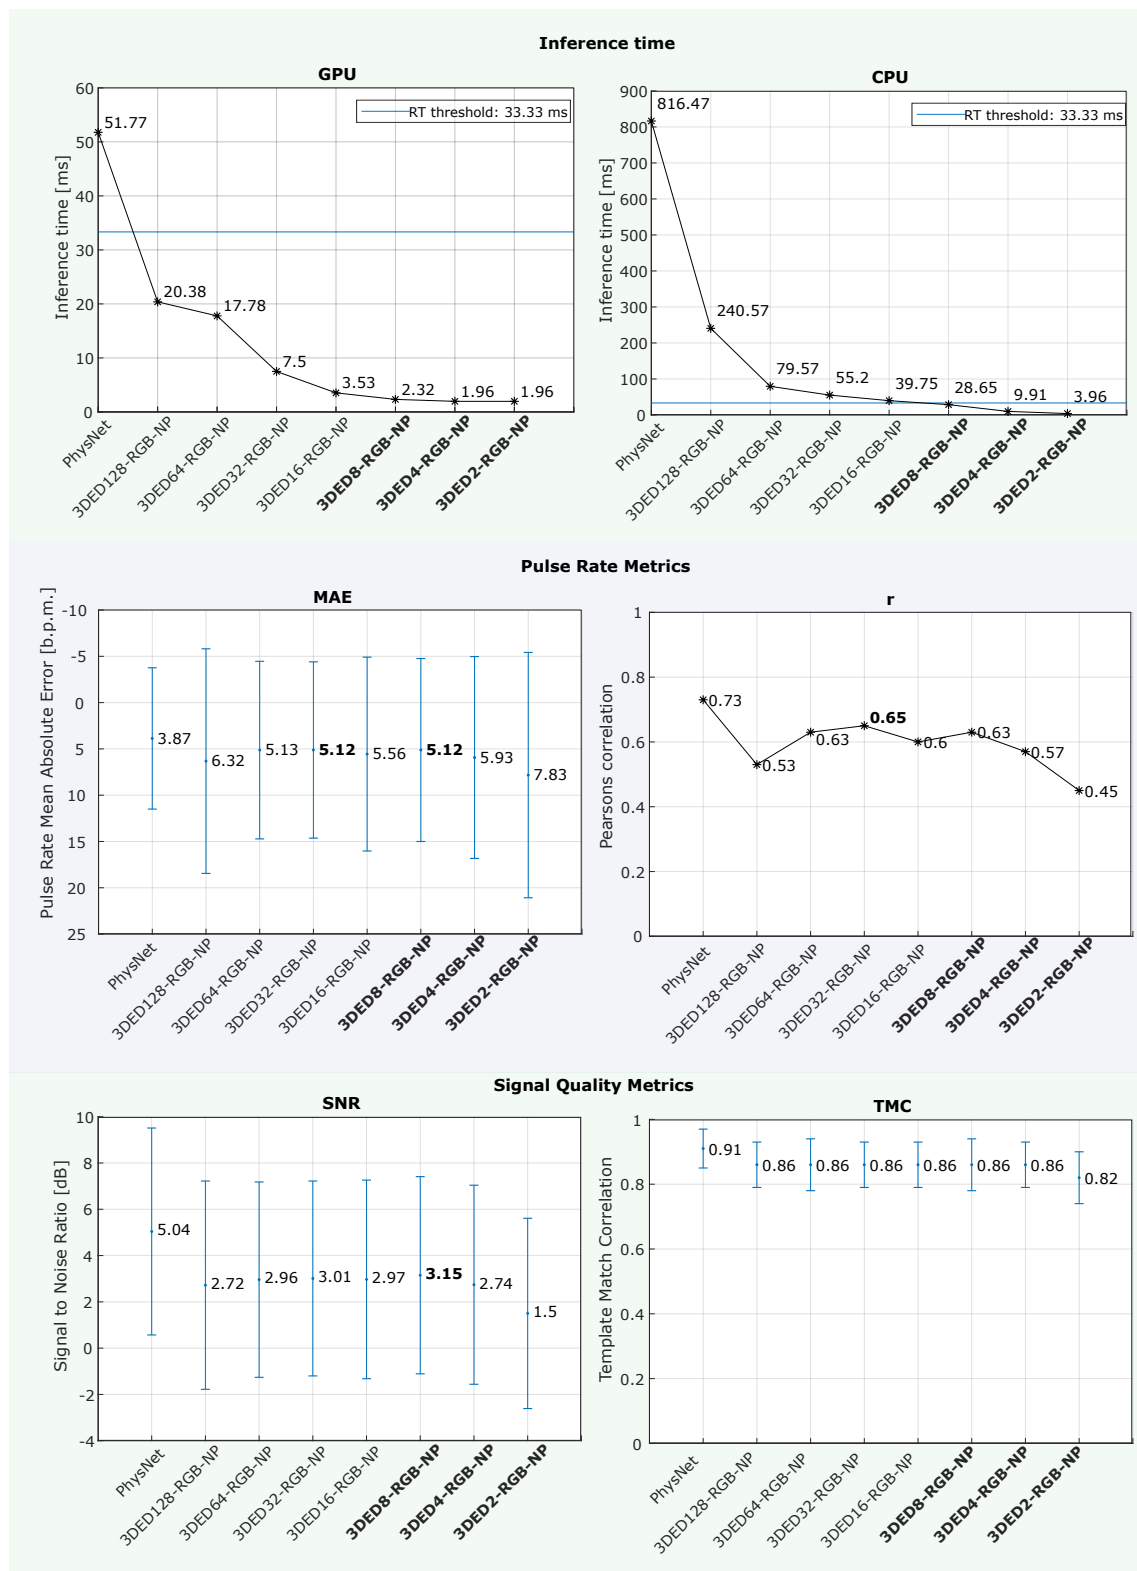 Inference time
GPU
Inference time [ms]
60
50
40
30
20
10
0
RT threshold: 33.33 ms
51.77
20.38
17.78
7.5
3.53
2.32
1.96
1.96
PhysNet
3DED128-RGB-NP
3DED64-RGB-NP
3DED32-RGB-NP
3DED16-RGB-NP
3DED8-RGB-NP
3DED4-RGB-NP
3DED2-RGB-NP
CPU
Inference time [ms]
900
800
700
600
500
400
300
200
100
0
RT threshold: 33.33 ms
816.47
240.57
79.57
55.2
39.75
28.65
9.91
3.96
PhysNet
3DED128-RGB-NP
3DED64-RGB-NP
3DED32-RGB-NP
3DED16-RGB-NP
3DED8-RGB-NP
3DED4-RGB-NP
3DED2-RGB-NP
Pulse Rate Metrics
MAE
Pulse Rate Mean Absolute Error [b.p.m.]
-10
-5
0
5
10
15
20
25
3.87
6.32
5.13
5.12
5.56
5.12
5.93
7.83
PhysNet
3DED128-RGB-NP
3DED64-RGB-NP
3DED32-RGB-NP
3DED16-RGB-NP
3DED8-RGB-NP
3DED4-RGB-NP
3DED2-RGB-NP
r
Pearsons correlation
1
0.8
0.6
0.4
0.2
0
0.73
0.53
0.63
0.65
0.6
0.63
0.57
0.45
PhysNet
3DED128-RGB-NP
3DED64-RGB-NP
3DED32-RGB-NP
3DED16-RGB-NP
3DED8-RGB-NP
3DED4-RGB-NP
3DED2-RGB-NP
Signal Quality Metrics
SNR
Signal to Noise Ratio [dB]
10
8
6
4
2
0
-2
-4
5.04
2.72
2.96
3.01
2.97
3.15
2.74
1.5
PhysNet
3DED128-RGB-NP
3DED64-RGB-NP
3DED32-RGB-NP
3DED16-RGB-NP
3DED8-RGB-NP
3DED4-RGB-NP
3DED2-RGB-NP
TMC
Template Match Correlation
1
0.8
0.6
0.4
0.2
0
0.91
0.86
0.86
0.86
0.86
0.86
0.86
0.82
PhysNet
3DED128-RGB-NP
3DED64-RGB-NP
3DED32-RGB-NP
3DED16-RGB-NP
3DED8-RGB-NP
3DED4-RGB-NP
3DED2-RGB-NP